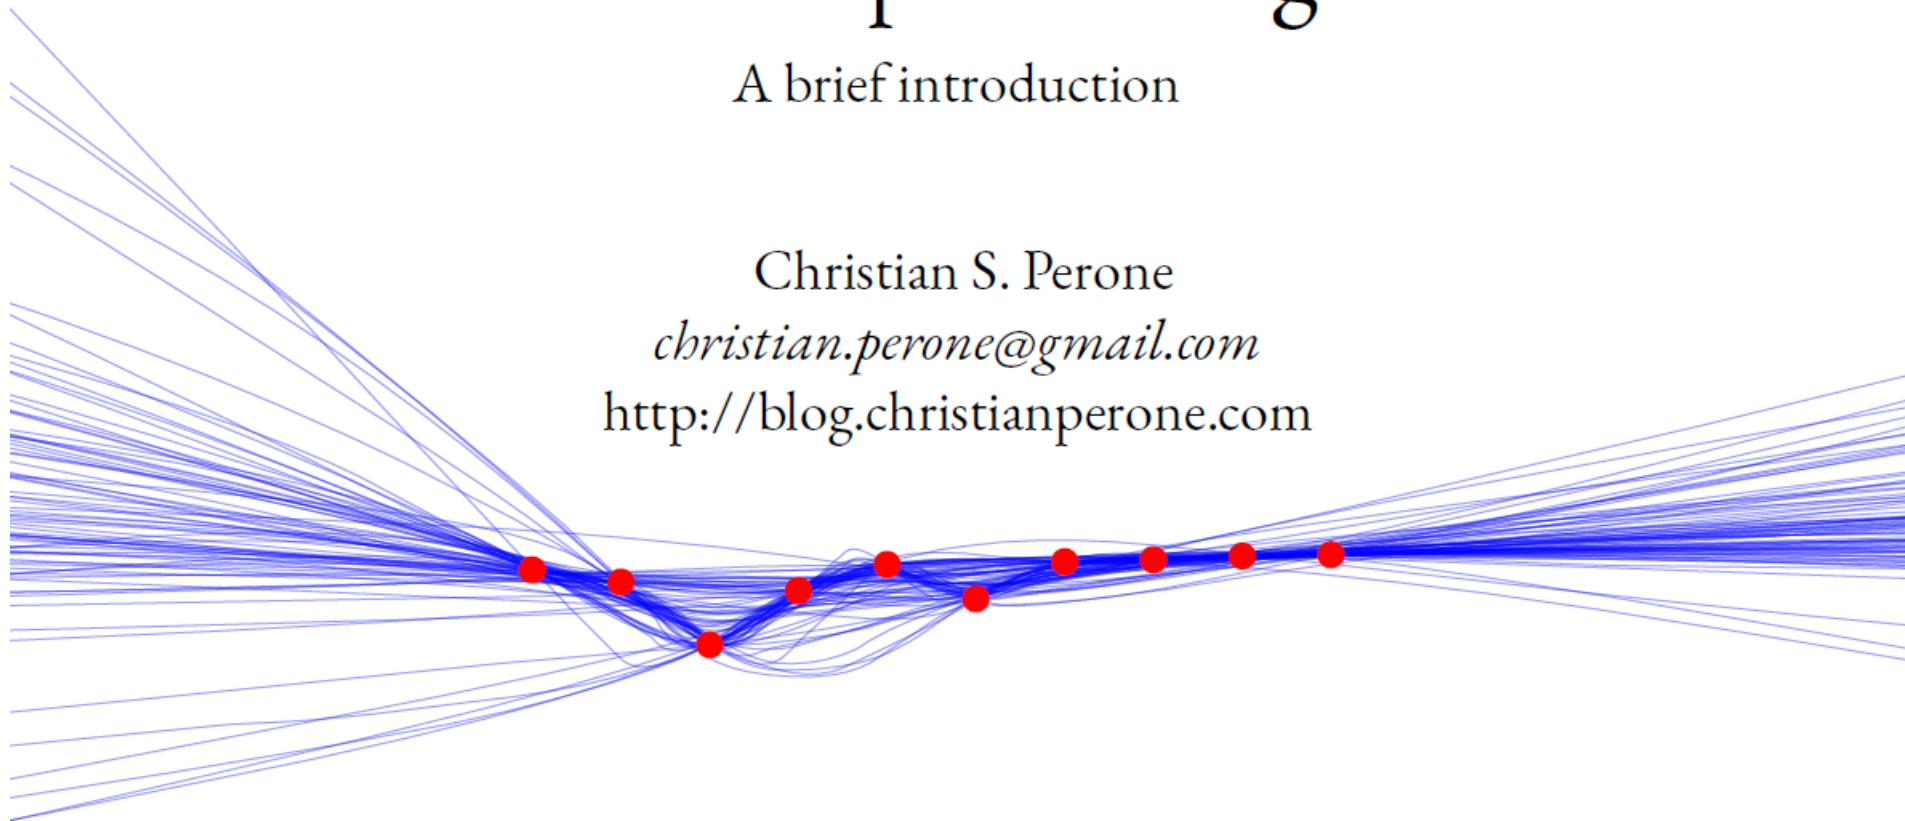 A brief introduction
Christian S. Perone
christian.perone@gmail.com
http://blog.christianperone.com